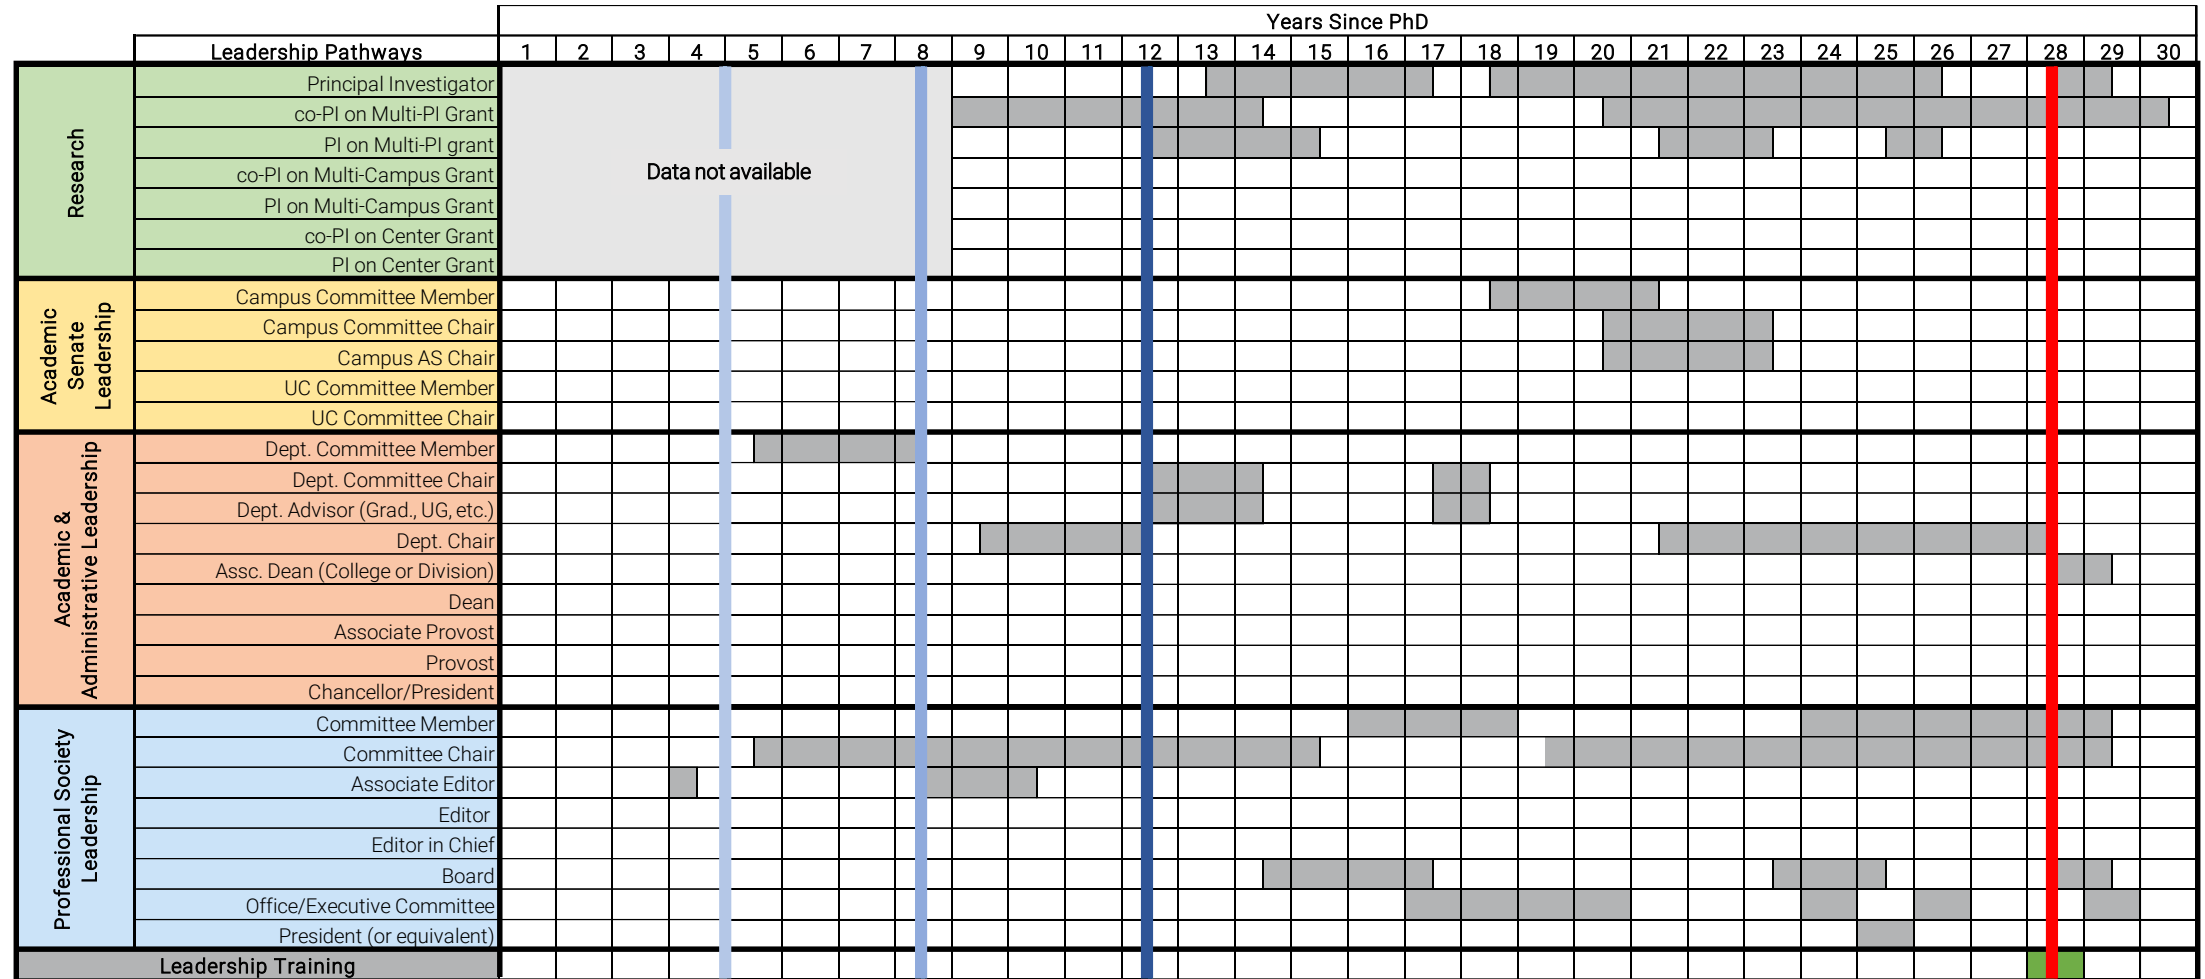 Years Since PhD
Leadership Pathways 1 2 3 4 5 6 7 8 9 10 11 12 13 14 15 16 17 18 19 20 21 22 23 24 25 26 27 28 29 30
Research
Principal Investigator
co-PI on Multi-PI Grant
PI on Multi-PI grant
co-PI on Multi-Campus Grant
PI on Multi-Campus Grant
co-PI on Center Grant
PI on Center Grant
Data not available
Academic
Senate
Leadership
Campus Committee Member
Campus Committee Chair
Campus AS Chair
UC Committee Member
UC Committee Chair
Academic &
Administrative Leadership
Dept. Committee Member
Dept. Committee Chair
Dept. Advisor (Grad., UG, etc.)
Dept. Chair
Assc. Dean (College or Division)
Dean
Associate Provost
Provost
Chancellor/President
Professional Society
Leadership
Committee Member
Committee Chair
Associate Editor
Editor
Editor in Chief
Board
Office/Executive Committee
President (or equivalent)
Leadership Training